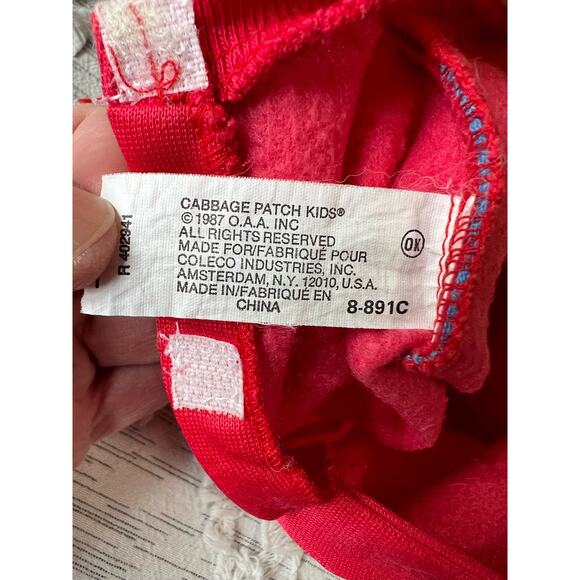 CABBAGE PATCH KIDS®
© 1987 O.A.A. INC
ALL RIGHTS RESERVED
MADE FOR/FABRIQUÉ POUR
COLECO INDUSTRIES, INC.
AMSTERDAM, N.Y. 12010, U.S.A.
MADE IN/FABRIQUÉ EN
CHINA
8-891C
OK
R 402941